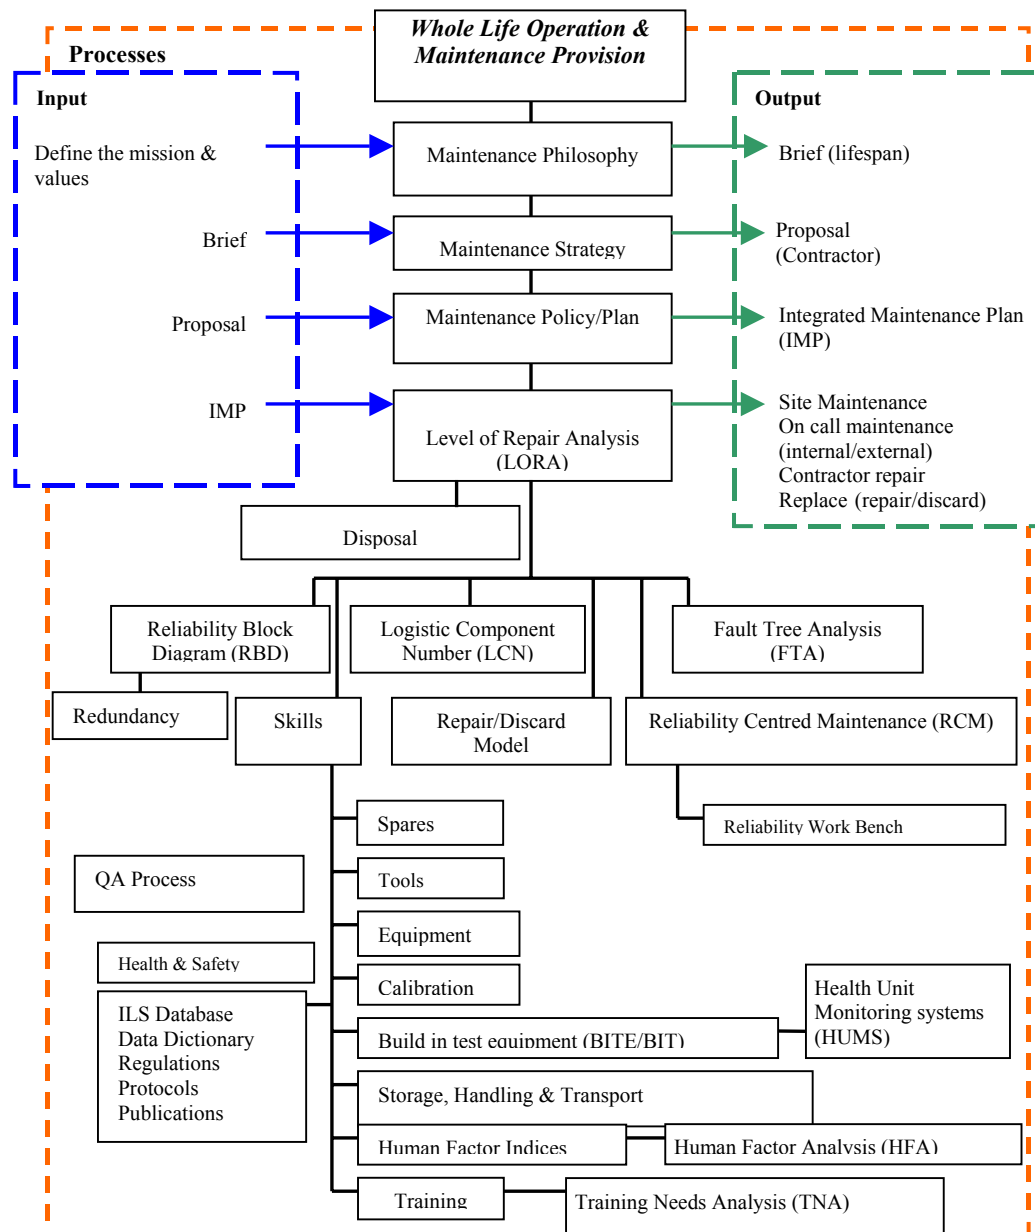 Whole Life Operation &
Maintenance Provision
Processes
Input
Output
Define the mission &
values
Maintenance Philosophy
Brief (lifespan)
Brief
Maintenance Strategy
Proposal
(Contractor)
Proposal
Maintenance Policy/Plan
Integrated Maintenance Plan
(IMP)
IMP
Level of Repair Analysis
(LORA)
Site Maintenance
On call maintenance
(internal/external)
Contractor repair
Replace (repair/discard)
Disposal
Reliability Block
Diagram (RBD)
Logistic Component
Number (LCN)
Fault Tree Analysis
(FTA)
Redundancy
Skills
Repair/Discard
Model
Reliability Centred Maintenance (RCM)
Spares
Reliability Work Bench
QA Process
Tools
Equipment
Health & Safety
Calibration
ILS Database
Data Dictionary
Regulations
Protocols
Publications
Build in test equipment (BITE/BIT)
Health Unit
Monitoring systems
(HUMS)
Storage, Handling & Transport
Human Factor Indices
Human Factor Analysis (HFA)
Training
Training Needs Analysis (TNA)